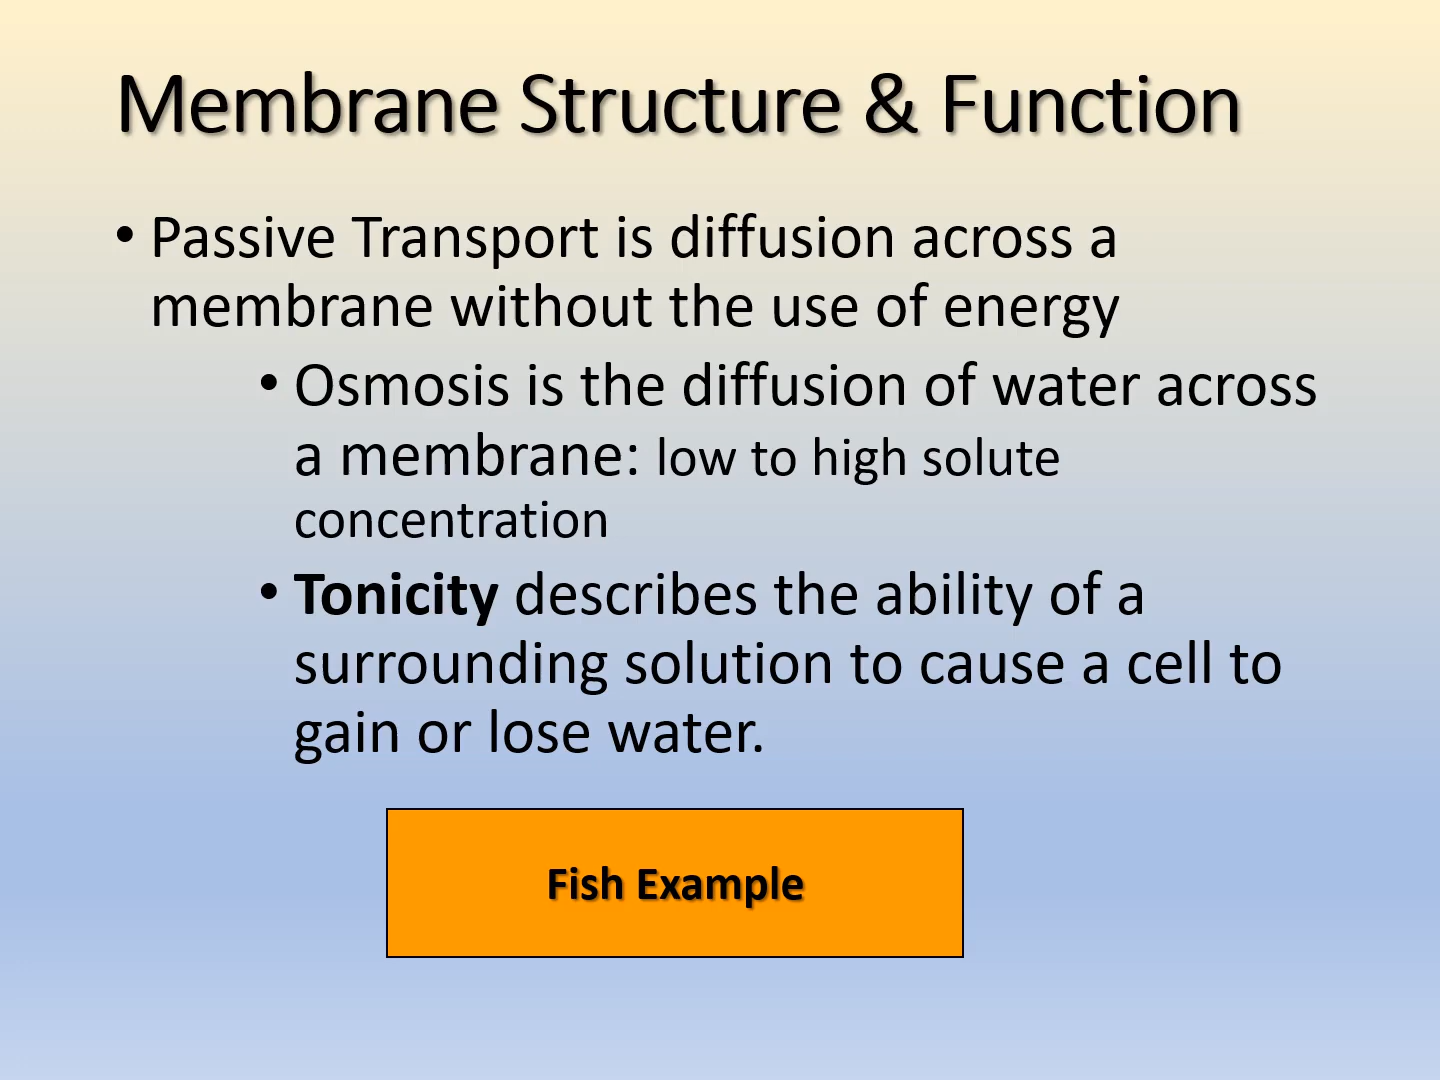 Membrane Structure & Function
• Passive Transport is diffusion across a
membrane without the use of energy
• Osmosis is the diffusion of water across
a membrane: low to high solute
concentration
• Tonicity describes the ability of a
surrounding solution to cause a cell to
gain or lose water.
Fish Example